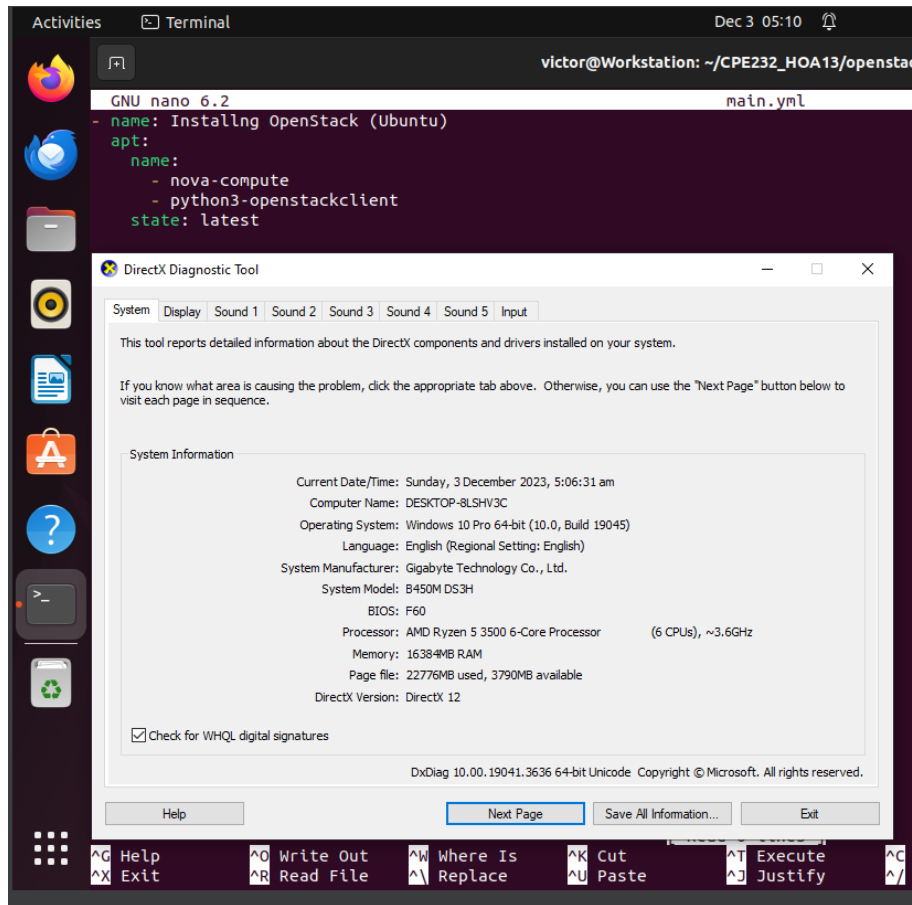 Activities Terminal Dec 3 05:10
victor@Workstation: ~/CPE232_HOA13/openstac
GNU nano 6.2 main.yml
- name: Installng OpenStack (Ubuntu)
apt:
name:
- nova-compute
- python3-openstackclient
state: latest
DirectX Diagnostic Tool
System Display Sound 1 Sound 2 Sound 3 Sound 4 Sound 5 Input
This tool reports detailed information about the DirectX components and drivers installed on your system.
If you know what area is causing the problem, click the appropriate tab above. Otherwise, you can use the "Next Page" button below to
visit each page in sequence.
System Information
Current Date/Time: Sunday, 3 December 2023, 5:06:31 am
Computer Name: DESKTOP-8LSHV3C
Operating System: Windows 10 Pro 64-bit (10.0, Build 19045)
Language: English (Regional Setting: English)
System Manufacturer: Gigabyte Technology Co., Ltd.
System Model: B450M DS3H
BIOS: F60
Processor: AMD Ryzen 5 3500 6-Core Processor (6 CPUs), ~3.6GHz
Memory: 16384MB RAM
Page file: 22776MB used, 3790MB available
DirectX Version: DirectX 12
Check for WHQL digital signatures
DxDiag 10.00.19041.3636 64-bit Unicode Copyright © Microsoft. All rights reserved.
Help Next Page Save All Information... Exit
^G Help ^O Write Out ^W Where Is ^K Cut ^T Execute ^C
^X Exit ^R Read File ^\ Replace ^U Paste ^J Justify ^/